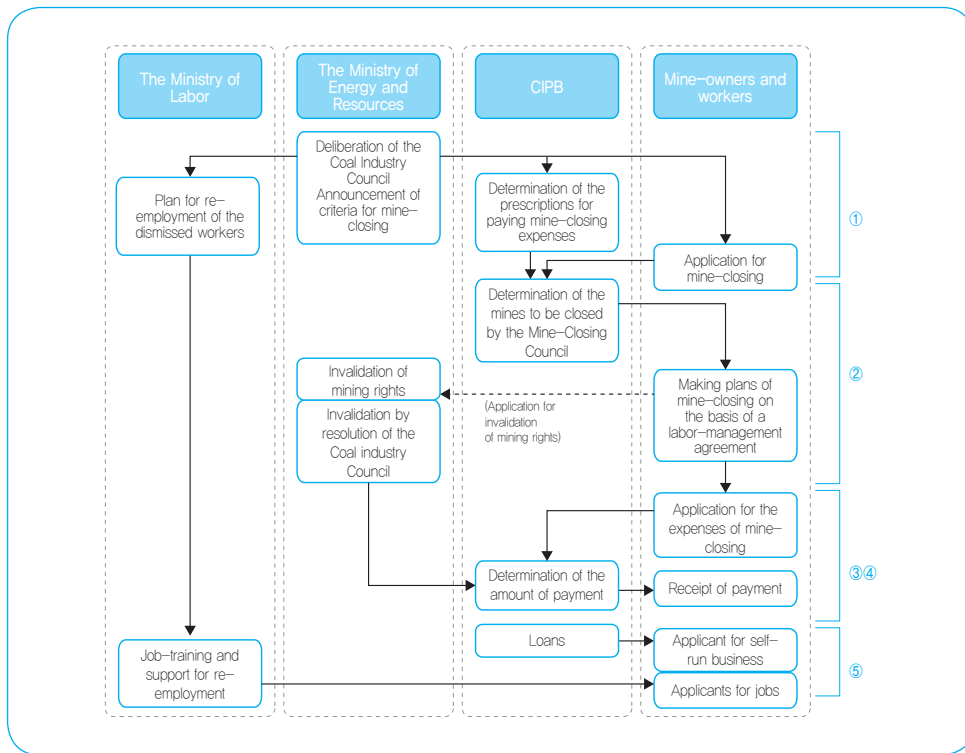 The Ministry of
Labor
The Ministry of
Energy and
Resources
CIPB
Mine-owners and
workers
Deliberation of the
Coal Industry
Council
Announcement of
criteria for mine-
closing
Plan for re-
employment of the
dismissed workers
Determination of the
prescriptions for
paying mine-closing
expenses
Application for
mine-closing
①
Determination of the
mines to be closed
by the Mine-Closing
Council
Invalidation of
mining rights
Invalidation by
resolution of the
Coal industry
Council
(Application for
invalidation
of mining rights)
Making plans of
mine-closing on
the basis of a
labor-management
agreement
②
Application for the
expenses of mine-
closing
Determination of the
amount of payment
Receipt of payment
③④
Loans
Applicant for self-
run business
Job-training and
support for re-
employment
Applicants for jobs
⑤